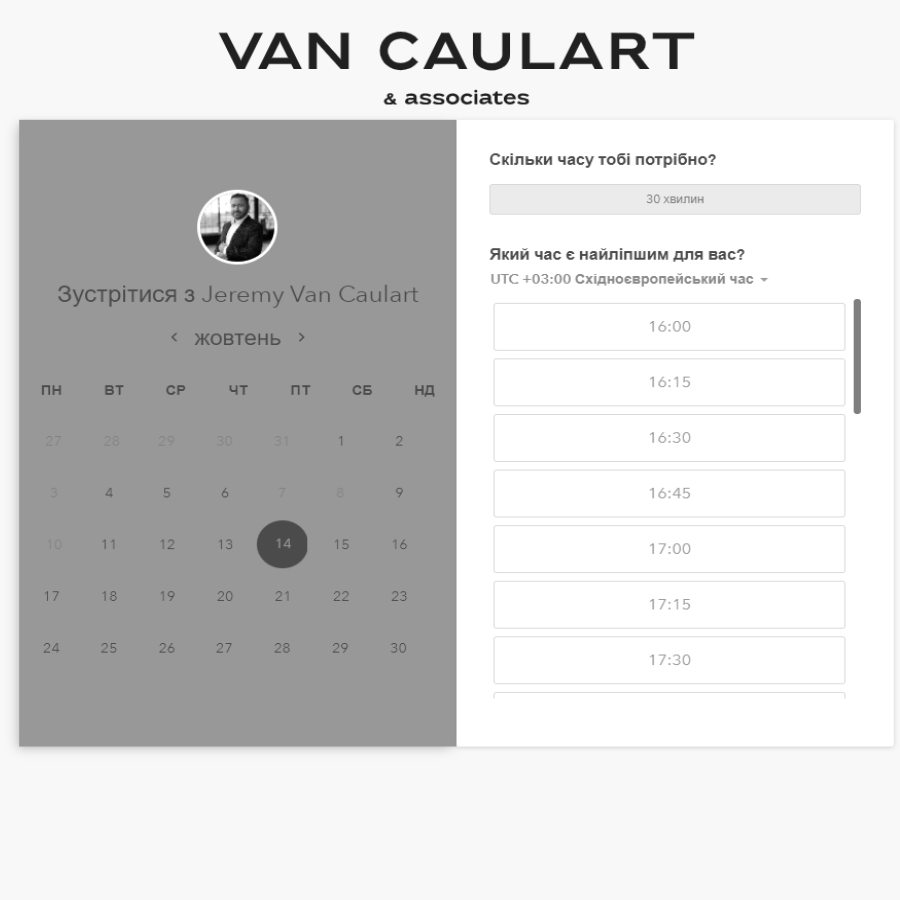 VAN CAULART
& associates
Зустрітися з Jeremy Van Caulart
жовтень
ПН ВТ СР ЧТ ПТ СБ НД
27 28 29 30 31 1 2
3 4 5 6 7 8 9
10 11 12 13 14 15 16
17 18 19 20 21 22 23
24 25 26 27 28 29 30
Скільки часу тобі потрібно?
30 хвилин
Який час є найліпшим для вас?
UTC +03:00 Східноєвропейський час
16:00
16:15
16:30
16:45
17:00
17:15
17:30